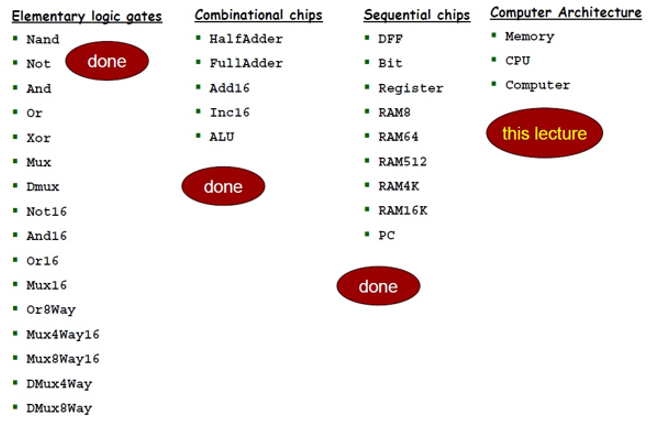 Elementary logic gates
Nand
Not
done
And
Or
Xor
Mux
Dmux
Not16
And16
Or16
Mux16
Or8Way
Mux4Way16
Mux8Way16
DMux4Way
DMux8Way
Combinational chips
HalfAdder
FullAdder
Add16
Inc16
ALU
done
Sequential chips
DFF
Bit
Register
RAM8
RAM64
RAM512
RAM4K
RAM16K
PC
done
Computer Architecture
Memory
CPU
Computer
this lecture